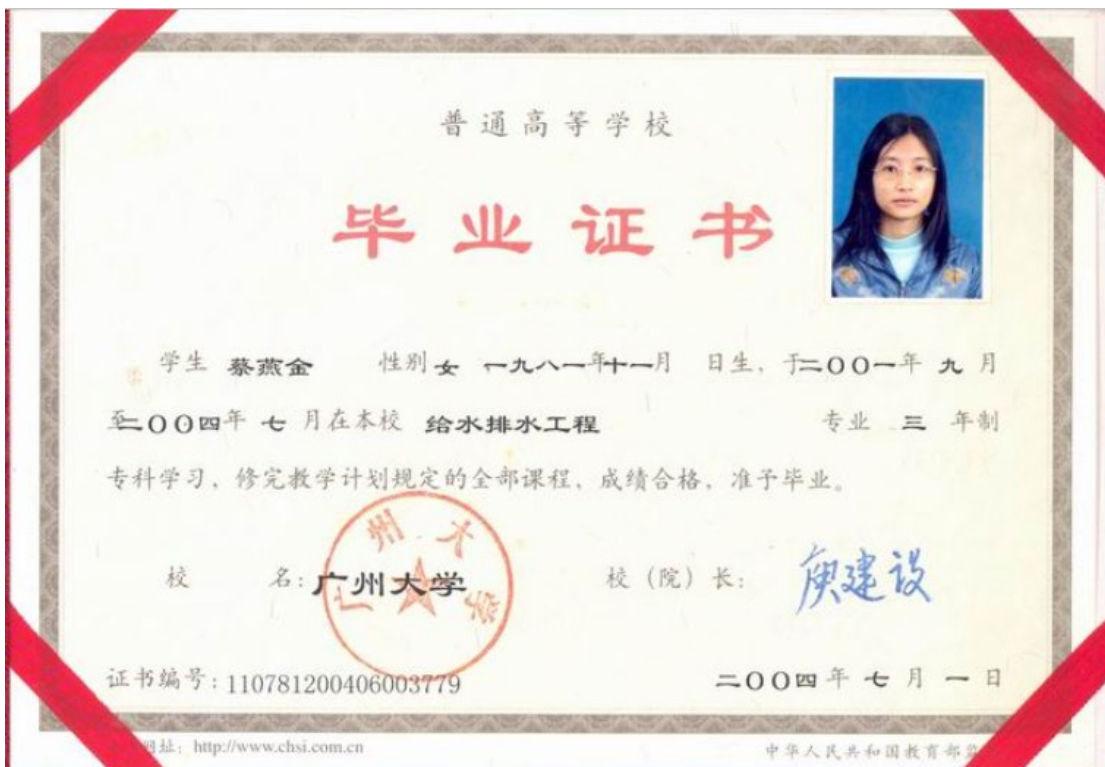 普通高等学校
毕业证书
学生 蔡燕金 性别 女 一九八一年十一月 日生，于二〇〇一年 九 月
至二〇〇四年 七 月在本校 给水排水工程 专业 三 年制
专科学习，修完教学计划规定的全部课程，成绩合格，准予毕业。
校 名：广州大学 校（院）长：庾建设
广州大学
证书编号：110781200406003779 二〇〇四年 七 月 一 日
网址：http://www.chsi.com.cn 中华人民共和国教育部监